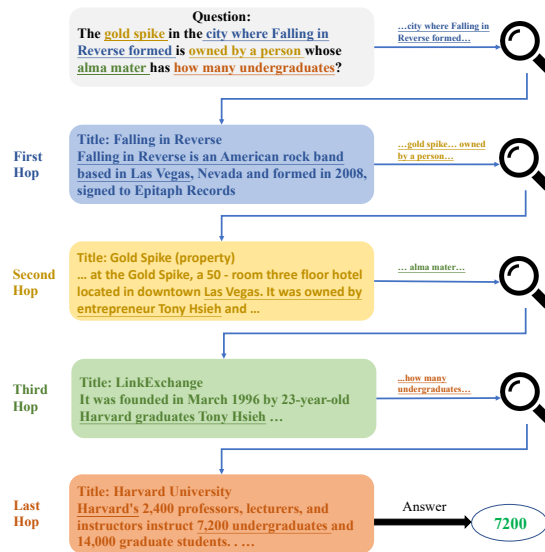 Question:
The gold spike in the city where Falling in
Reverse formed is owned by a person whose
alma mater has how many undergraduates?
…city where Falling in
Reverse formed…
First
Hop
Title: Falling in Reverse
Falling in Reverse is an American rock band
based in Las Vegas, Nevada and formed in 2008,
signed to Epitaph Records
…gold spike… owned
by a person…
Second
Hop
Title: Gold Spike (property)
… at the Gold Spike, a 50 - room three floor hotel
located in downtown Las Vegas. It was owned by
entrepreneur Tony Hsieh and …
… alma mater…
Third
Hop
Title: LinkExchange
It was founded in March 1996 by 23-year-old
Harvard graduates Tony Hsieh …
...how many
undergraduates…
Last
Hop
Title: Harvard University
Harvard's 2,400 professors, lecturers, and
instructors instruct 7,200 undergraduates and
14,000 graduate students. . …
Answer
7200